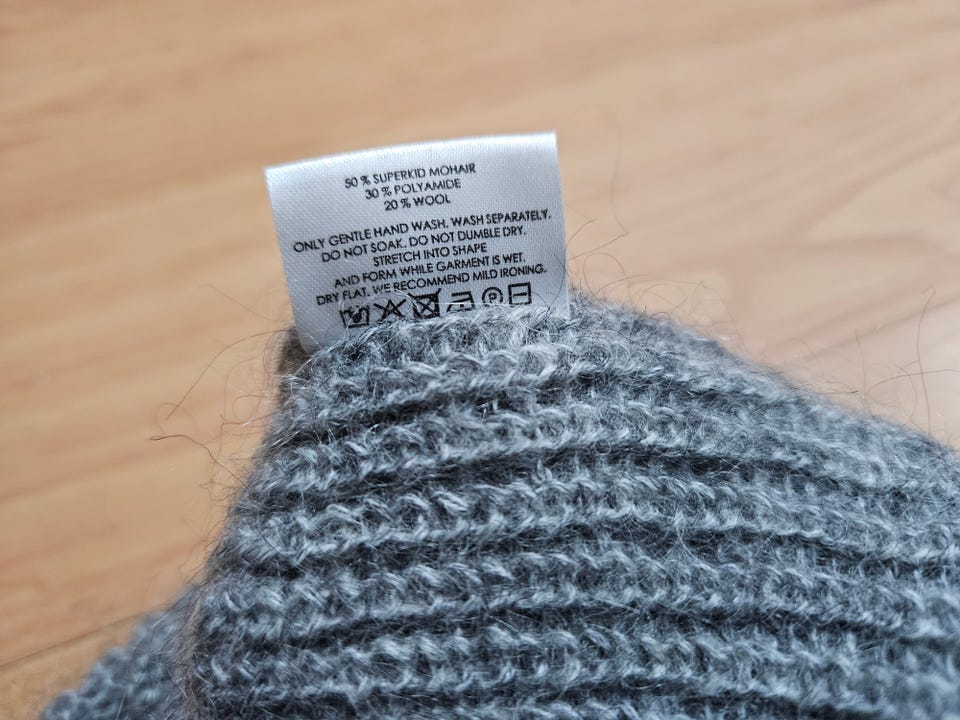 50 % SUPERKID MOHAIR
30 % POLYAMIDE
20 % WOOL
ONLY GENTLE HAND WASH. WASH SEPARATELY.
DO NOT SOAK. DO NOT DUMBLE DRY.
STRETCH INTO SHAPE
AND FORM WHILE GARMENT IS WET.
DRY FLAT. WE RECOMMEND MILD IRONING.
P